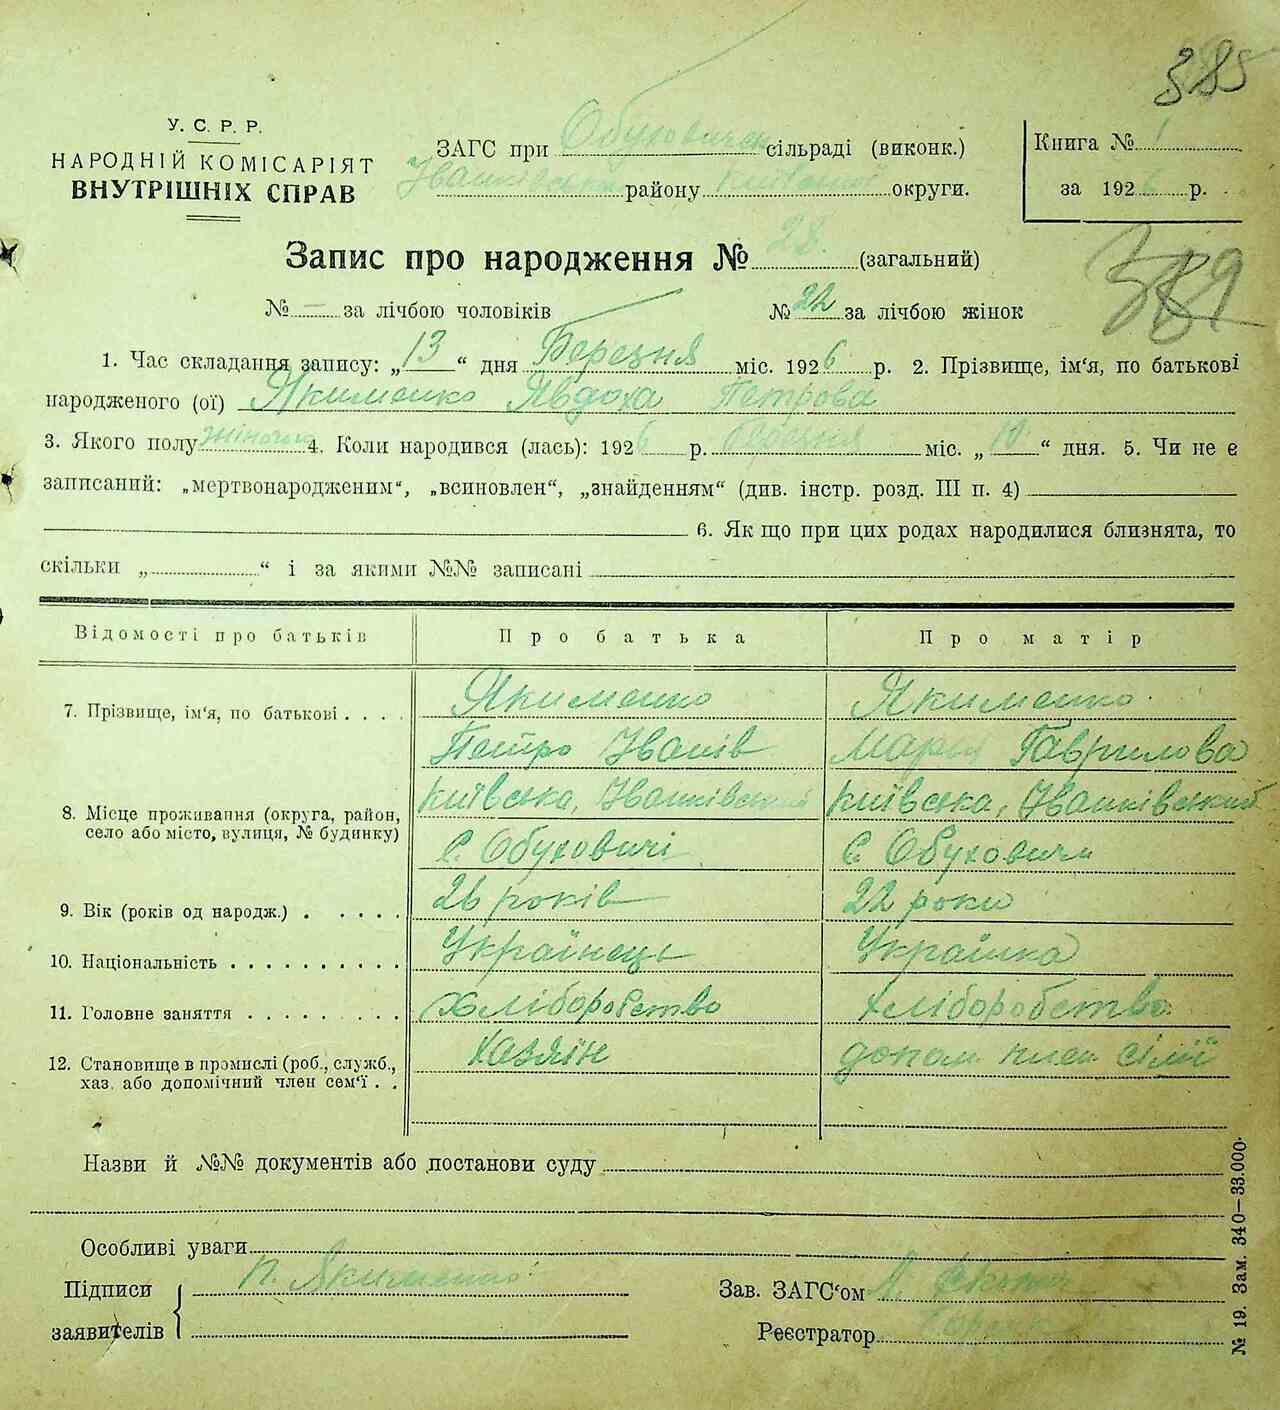 385
У. С. Р. Р.
НАРОДНІЙ КОМІСАРІЯТ
ВНУТРІШНІХ СПРАВ
ЗАГС при Обуховичск сільраді (виконк.)
Іванківськ району Київськ округи.
Книга № 1
за 1926 р.
Запис про народження № 28 (загальний)
389
№ — за лічбою чоловіків № 22 за лічбою жінок
1. Час складання запису: „13“ дня Березня міс. 1926 р. 2. Прізвище, ім‘я, по батькові
народженого (ої) Якименко Явдоха Петрова
3. Якого полу жіночого 4. Коли народився (лась): 1926 р. березня міс. „10“ дня. 5. Чи не є
записаний: „мертвонародженим“, „всиновлен“, „знайденням“ (див. інстр. розд. III п. 4)
6. Як що при цих родах народилися близнята, то
скільки „ “ і за якими №№ записані
Відомості про батьків Про батька Про матір
7. Прізвище, ім‘я, по батькові . . . . Якименко Якименко
Петро Іванів Мария Гаврилова
8. Місце проживання (округа, район, село або місто, вулиця, № будинку) Київська, Іванківський Київська, Іванківський
с. Обуховичі с. Обуховичи
9. Вік (років од народж.) . . . . . 26 років 22 роки
10. Національність . . . . . . . . . . Українець Українка
11. Головне заняття . . . . . . . . . Хліборобство Хліборобство
12. Становище в промислі (роб., служб., хаз. або допомічний член сем‘ї . . Хазяїн допом. член сімї
Назви й №№ документів або постанови суду
Особливі уваги
Підписи П. Якименко Зав. ЗАГС‘ом
заявителів Реєстратор
№ 19. Зам. 340—33.000.